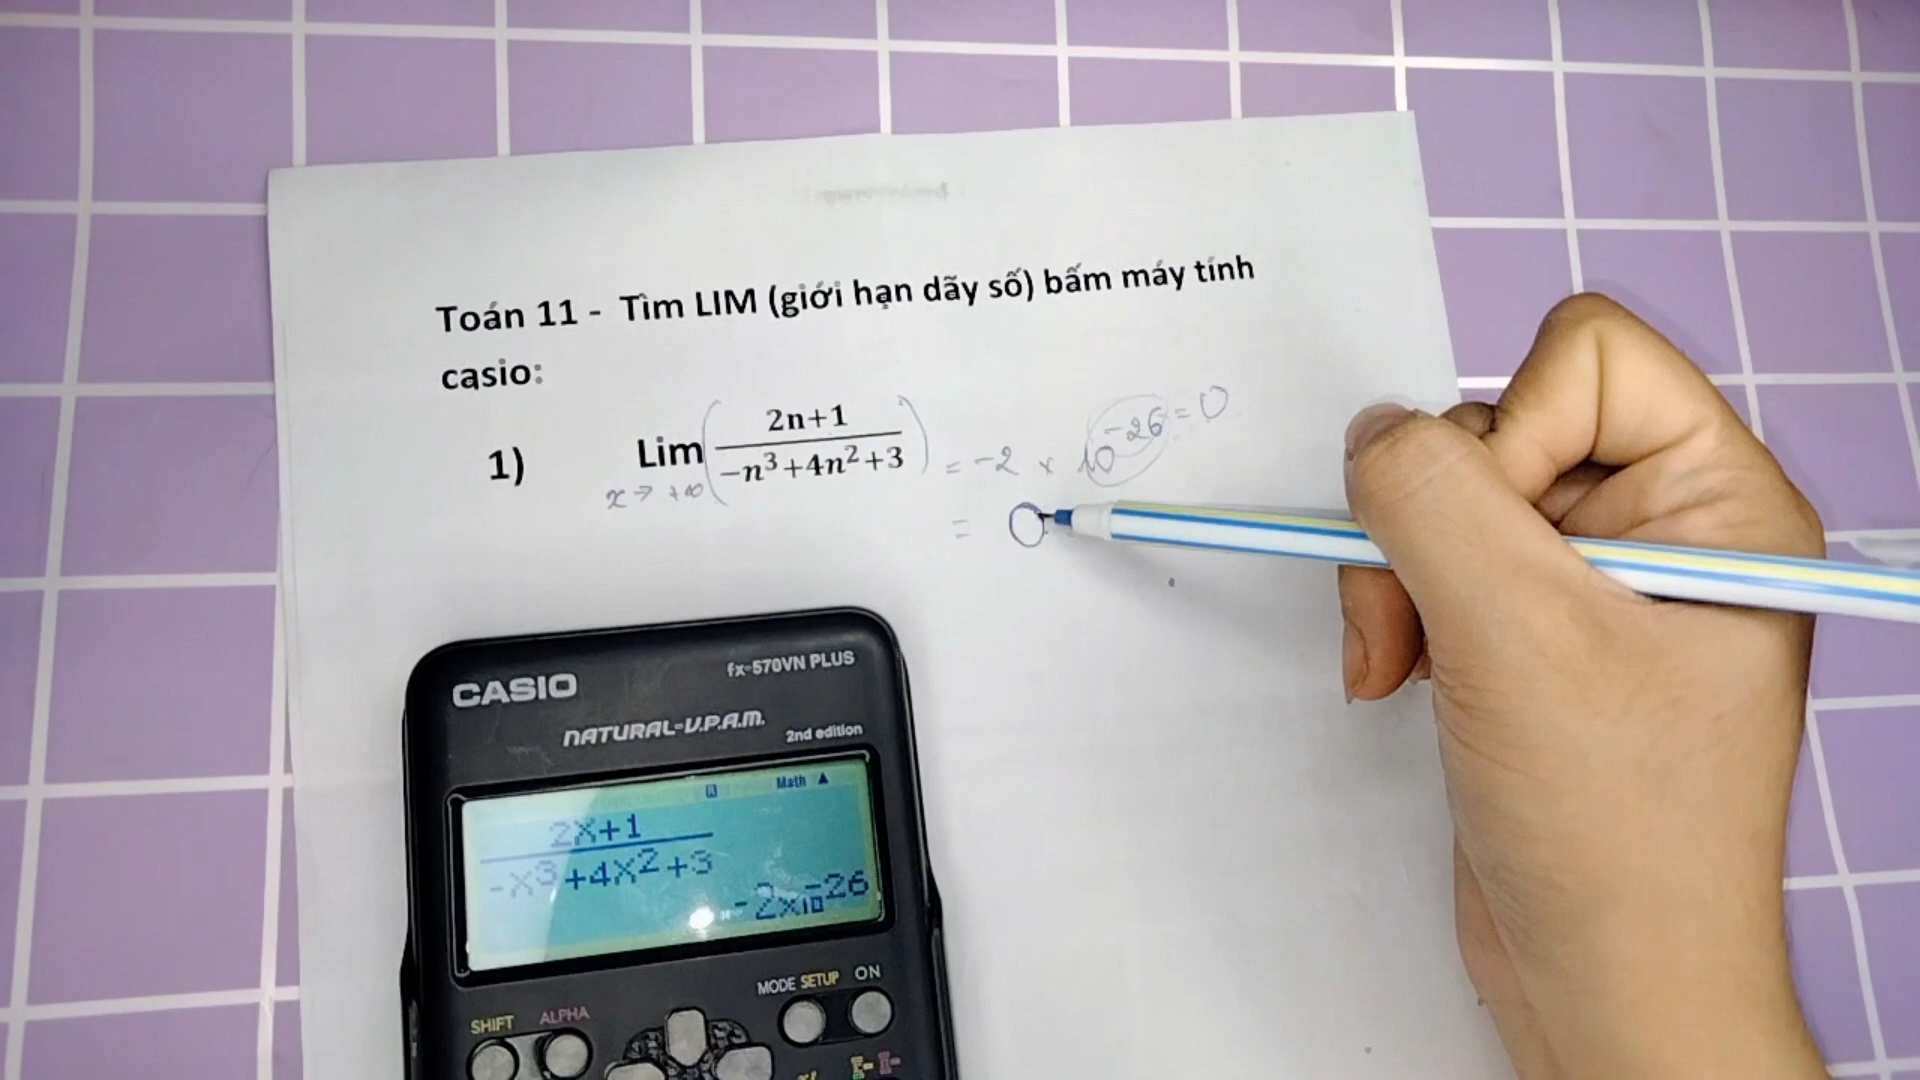 Toán 11 - Tìm LIM (giới hạn dãy số) bấm máy tính
casio:
1) Lim x→ +∞ (2n+1 / -n³+4n²+3) = -2 x 10⁻²⁶ = 0
= 0
CASIO fx-570VN PLUS
NATURAL-V.P.A.M. 2nd edition
Math ▲
2X+1
-X³+4X²+3
-2x10⁻²⁶
MODE SETUP ON
SHIFT ALPHA